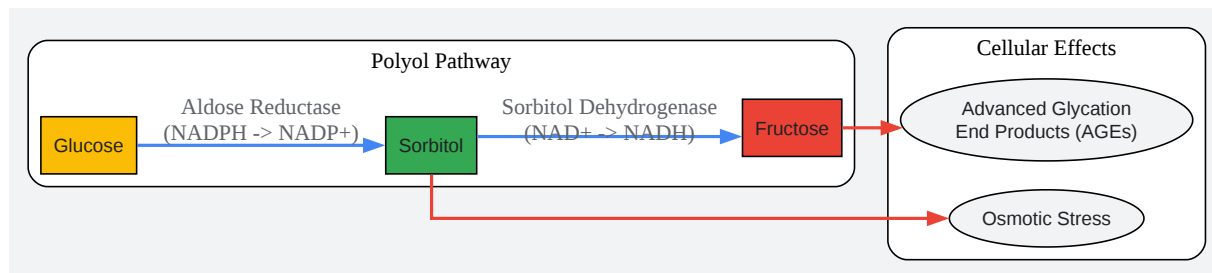 Polyol Pathway
Cellular Effects
Glucose
Aldose Reductase
(NADPH -> NADP+)
Sorbitol
Sorbitol Dehydrogenase
(NAD+ -> NADH)
Fructose
Advanced Glycation
End Products (AGEs)
Osmotic Stress